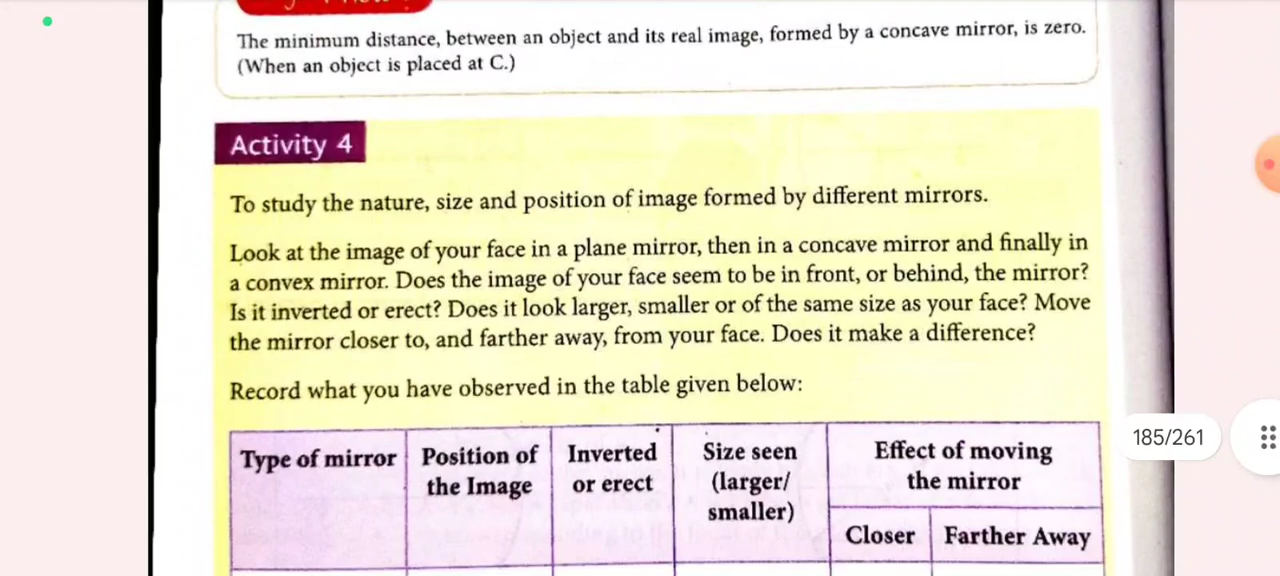 The minimum distance, between an object and its real image, formed by a concave mirror, is zero.
(When an object is placed at C.)
Activity 4
To study the nature, size and position of image formed by different mirrors.
Look at the image of your face in a plane mirror, then in a concave mirror and finally in
a convex mirror. Does the image of your face seem to be in front, or behind, the mirror?
Is it inverted or erect? Does it look larger, smaller or of the same size as your face? Move
the mirror closer to, and farther away, from your face. Does it make a difference?
Record what you have observed in the table given below:
Type of mirror
Position of
the Image
Inverted
or erect
Size seen
(larger/
smaller)
Effect of moving
the mirror
Closer
Farther Away
185/261